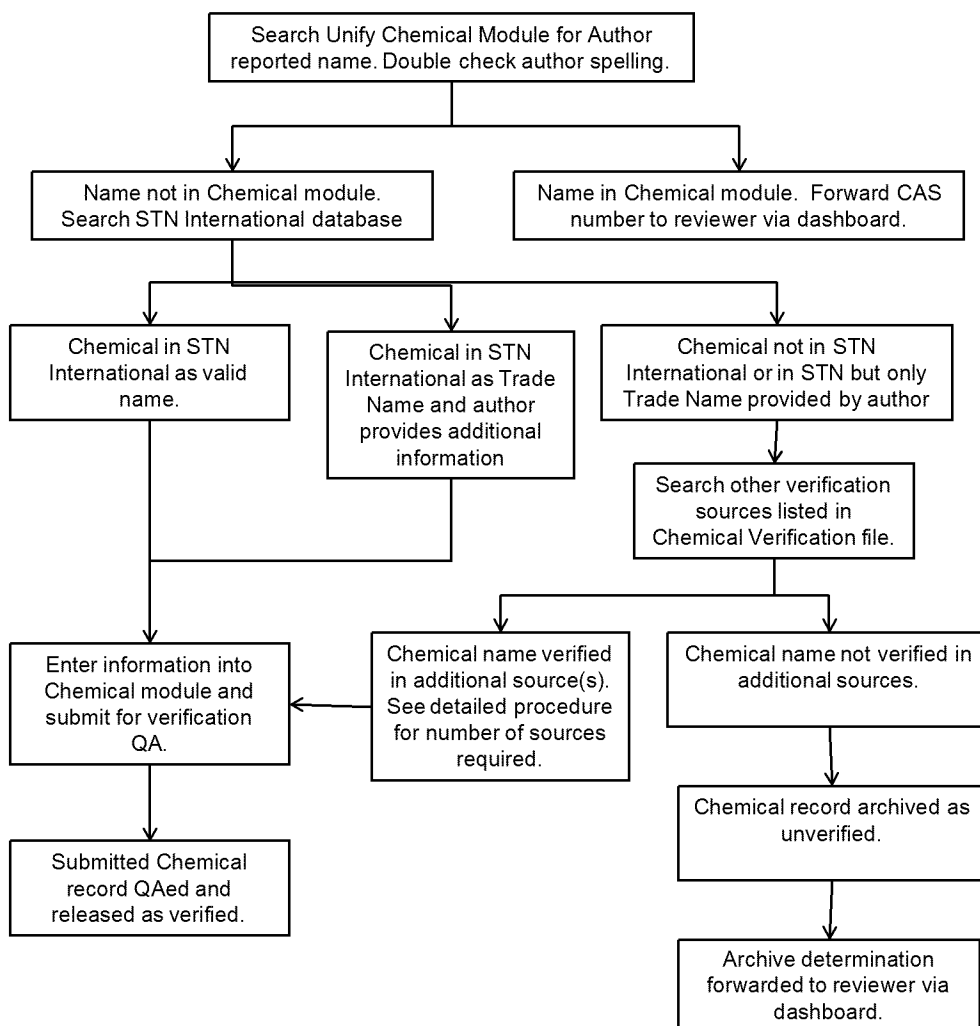 Search Unify Chemical Module for Author
reported name. Double check author spelling.
Name not in Chemical module.
Search STN International database
Name in Chemical module.  Forward CAS
number to reviewer via dashboard.
Chemical in STN
International as valid
name.
Chemical in STN
International as Trade
Name and author
provides additional
information
Chemical not in STN
International or in STN but only
Trade Name provided by author
Search other verification
sources listed in
Chemical Verification file.
Enter information into
Chemical module and
submit for verification
QA.
Chemical name verified
in additional source(s).
See detailed procedure
for number of sources
required.
Chemical name not verified in
additional sources.
Chemical record archived as
unverified.
Submitted Chemical
record QAed and
released as verified.
Archive determination
forwarded to reviewer via
dashboard.